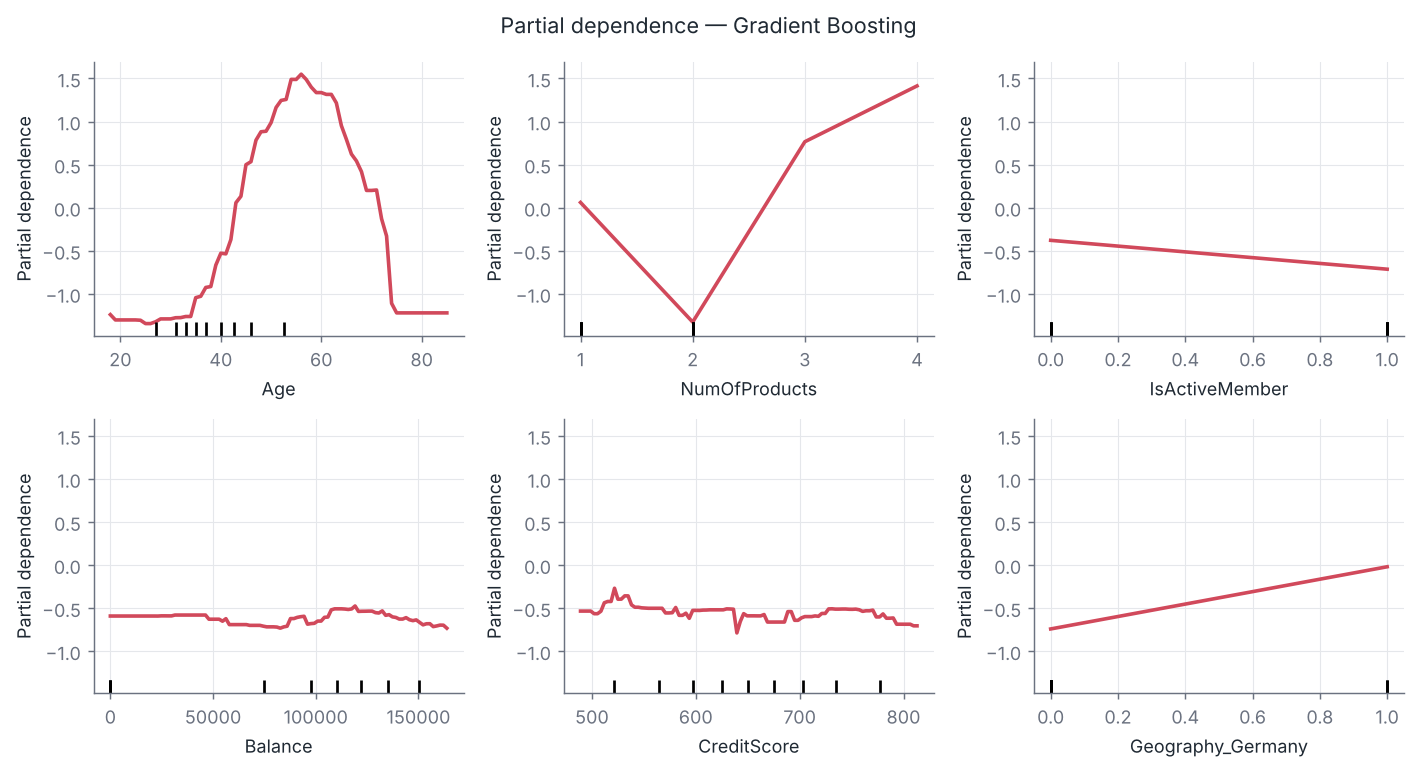 Partial dependence — Gradient Boosting
Partial dependence
1.5
1.0
0.5
0.0
−0.5
−1.0
20 40 60 80
Age
Partial dependence
1.5
1.0
0.5
0.0
−0.5
−1.0
1 2 3 4
NumOfProducts
Partial dependence
1.5
1.0
0.5
0.0
−0.5
−1.0
0.0 0.2 0.4 0.6 0.8 1.0
IsActiveMember
Partial dependence
1.5
1.0
0.5
0.0
−0.5
−1.0
0 50000 100000 150000
Balance
Partial dependence
1.5
1.0
0.5
0.0
−0.5
−1.0
500 600 700 800
CreditScore
Partial dependence
1.5
1.0
0.5
0.0
−0.5
−1.0
0.0 0.2 0.4 0.6 0.8 1.0
Geography_Germany